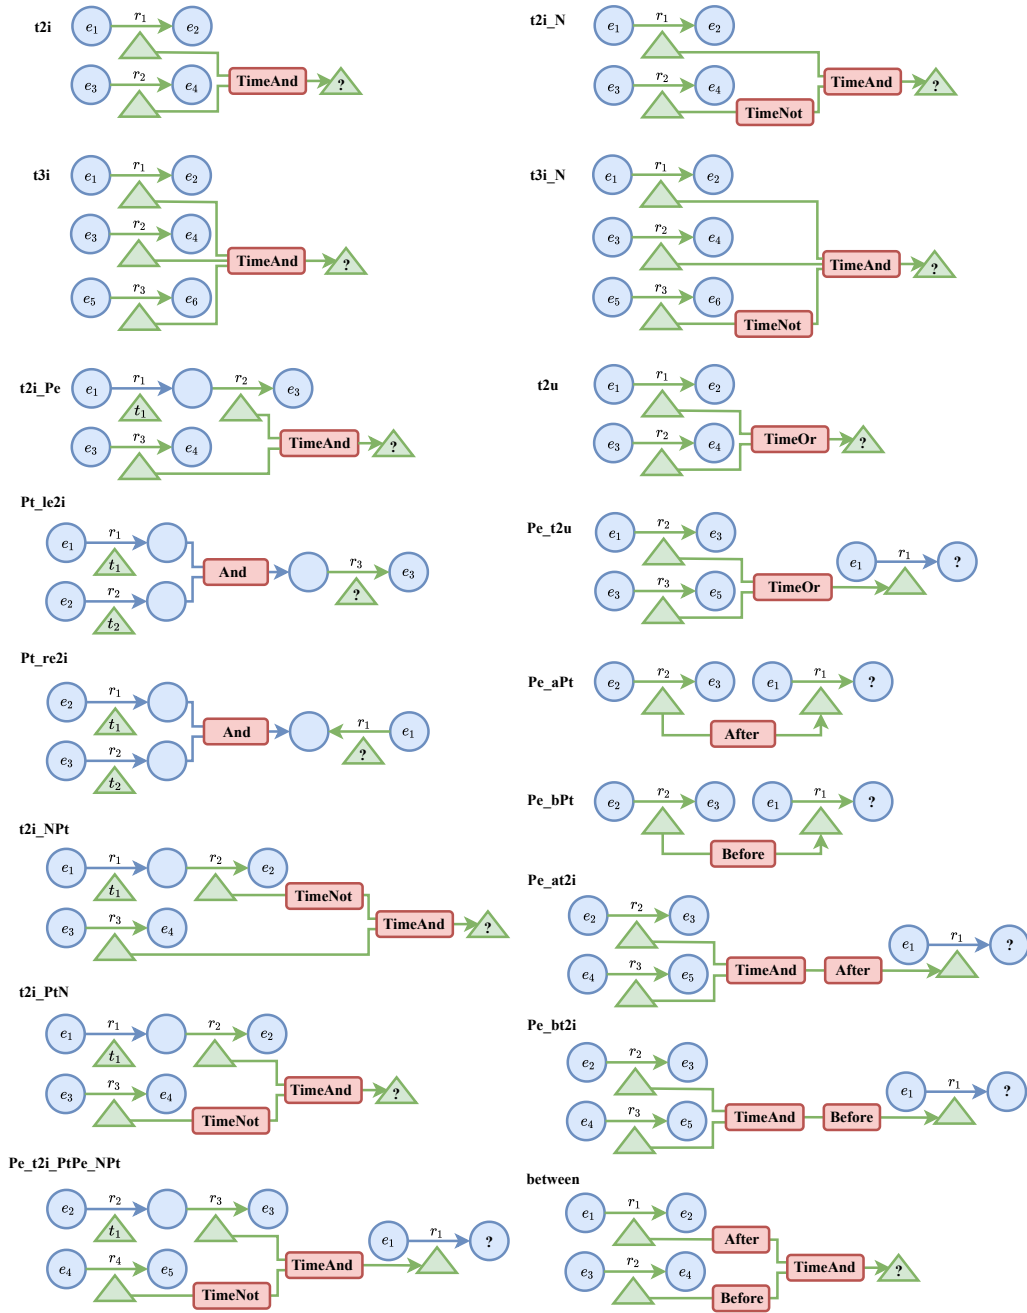 t2i
e₁ r₁ e₂
e₃ r₂ e₄
TimeAnd ?
t3i
e₁ r₁ e₂
e₃ r₂ e₄
TimeAnd ?
e₅ r₃ e₆
t2i_Pe
e₁ r₁ r₂ e₃
t₁
e₃ r₃ e₄
TimeAnd ?
Pt_le2i
e₁ r₁
t₁
And r₃ e₃
?
e₂ r₂
t₂
Pt_re2i
e₂ r₁
t₁
And r₁ e₁
?
e₃ r₂
t₂
t2i_NPt
e₁ r₁ r₂ e₂
t₁
TimeNot
e₃ r₃ e₄
TimeAnd ?
t2i_PtN
e₁ r₁ r₂ e₂
t₁
e₃ r₃ e₄
TimeAnd ?
TimeNot
Pe_t2i_PtPe_NPt
e₂ r₂ r₃ e₃
t₁
e₁ r₁ ?
e₄ r₄ e₅
TimeAnd
TimeNot
t2i_N
e₁ r₁ e₂
e₃ r₂ e₄
TimeAnd ?
TimeNot
t3i_N
e₁ r₁ e₂
e₃ r₂ e₄
TimeAnd ?
e₅ r₃ e₆
TimeNot
t2u
e₁ r₁ e₂
e₃ r₂ e₄
TimeOr ?
Pe_t2u
e₁ r₂ e₃
e₁ r₁ ?
e₃ r₃ e₅
TimeOr
Pe_aPt
e₂ r₂ e₃ e₁ r₁ ?
After
Pe_bPt
e₂ r₂ e₃ e₁ r₁ ?
Before
Pe_at2i
e₂ r₂ e₃
e₁ r₁ ?
e₄ r₃ e₅
TimeAnd After
Pe_bt2i
e₂ r₂ e₃
e₁ r₁ ?
e₄ r₃ e₅
TimeAnd Before
between
e₁ r₁ e₂
After
e₃ r₂ e₄
TimeAnd ?
Before